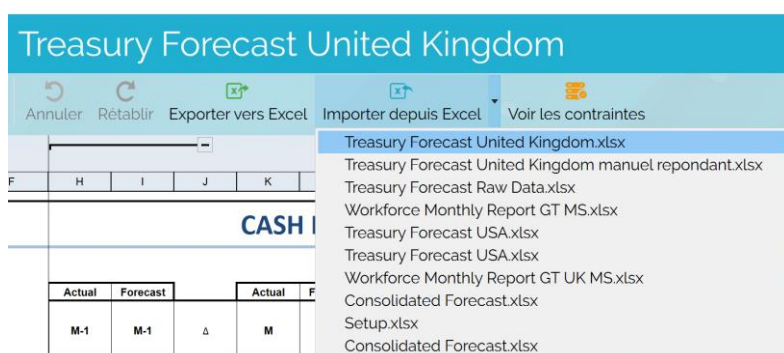 Treasury Forecast United Kingdom
Annuler Rétablir Exporter vers Excel Importer depuis Excel Voir les contraintes
Treasury Forecast United Kingdom.xlsx
Treasury Forecast United Kingdom manuel repondant.xlsx
Treasury Forecast Raw Data.xlsx
Workforce Monthly Report GT MS.xlsx
Treasury Forecast USA.xlsx
Treasury Forecast USA.xlsx
Workforce Monthly Report GT UK MS.xlsx
Consolidated Forecast.xlsx
Setup.xlsx
Consolidated Forecast.xlsx
F H I J K
CASH
Actual Forecast Actual F
M-1 M-1 Δ M